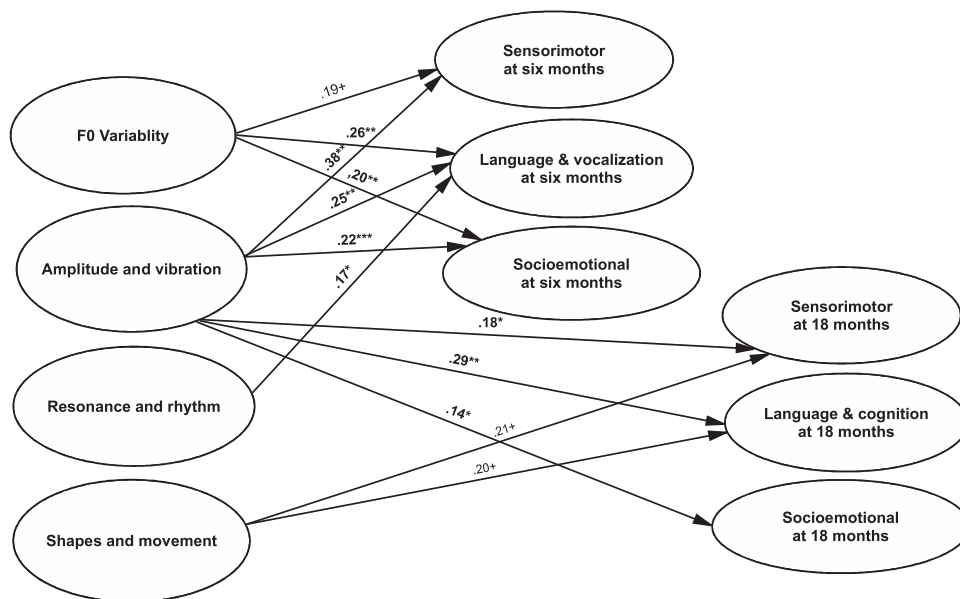 Sensorimotor
at six months
.19+
F0 Variablity
.26**
.38**
Language & vocalization
at six months
,20**
.25**
.22***
Amplitude and vibration
Socioemotional
at six months
.17*
Sensorimotor
at 18 months
.18*
.29**
Resonance and rhythm
.14*
Language & cognition
at 18 months
.21+
.20+
Shapes and movement
Socioemotional
at 18 months